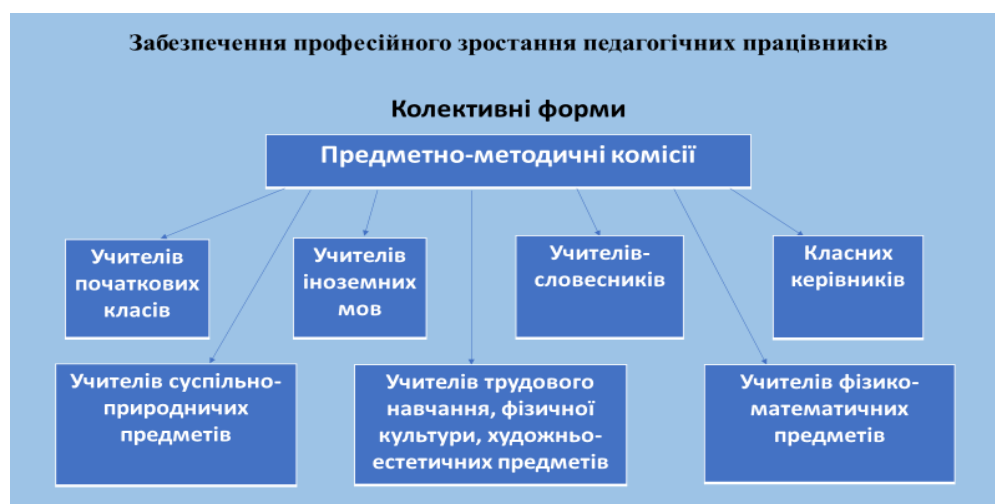 Забезпечення професійного зростання педагогічних працівників
Колективні форми
Предметно-методичні комісії
Учителів
початкових
класів
Учителів
іноземних
мов
Учителів-
словесників
Класних
керівників
Учителів суспільно-
природничих
предметів
Учителів трудового
навчання, фізичної
культури, художньо-
естетичних предметів
Учителів фізико-
математичних
предметів